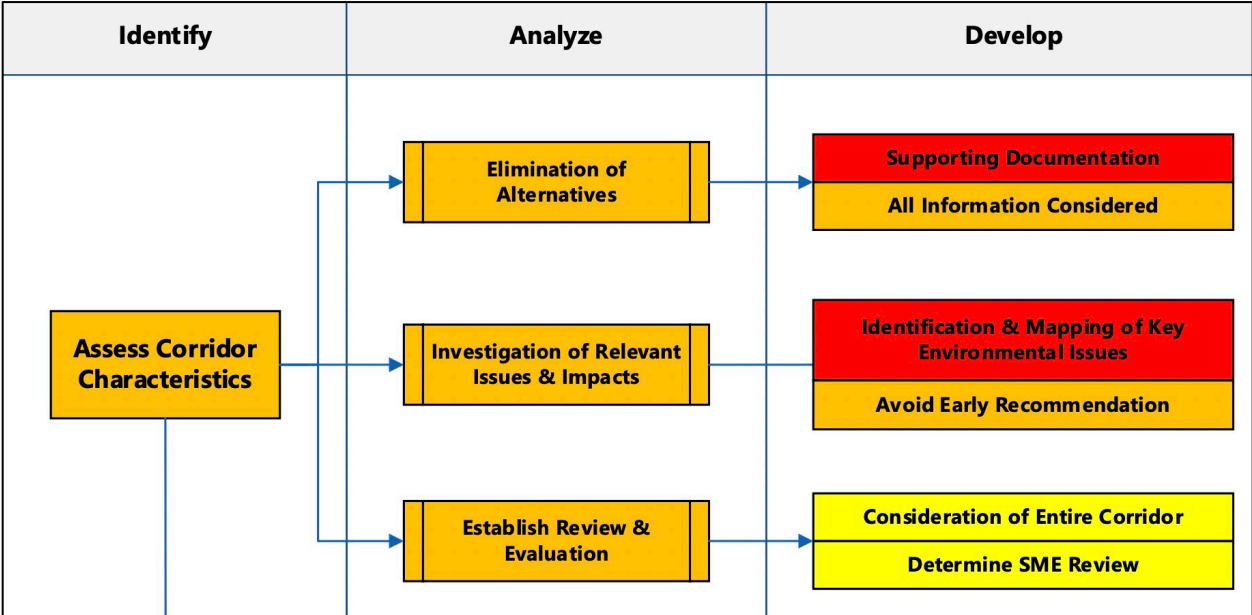 Identify
Analyze
Develop
Elimination of
Alternatives
Supporting Documentation
All Information Considered
Assess Corridor
Characteristics
Investigation of Relevant
Issues & Impacts
Identification & Mapping of Key
Environmental Issues
Avoid Early Recommendation
Establish Review &
Evaluation
Consideration of Entire Corridor
Determine SME Review